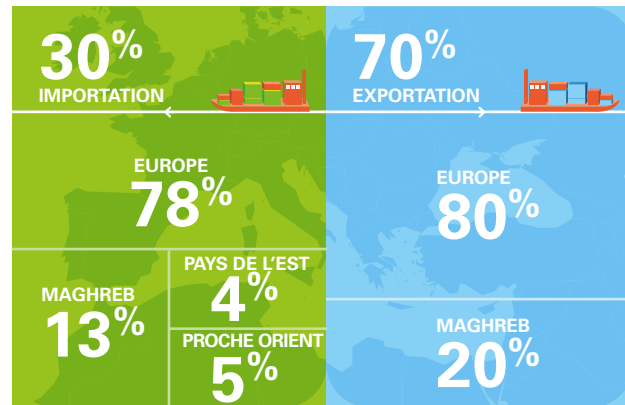 30%
IMPORTATION
EUROPE
78%
MAGHREB
13%
PAYS DE L'EST
4%
PROCHE ORIENT
5%
70%
EXPORTATION
EUROPE
80%
MAGHREB
20%